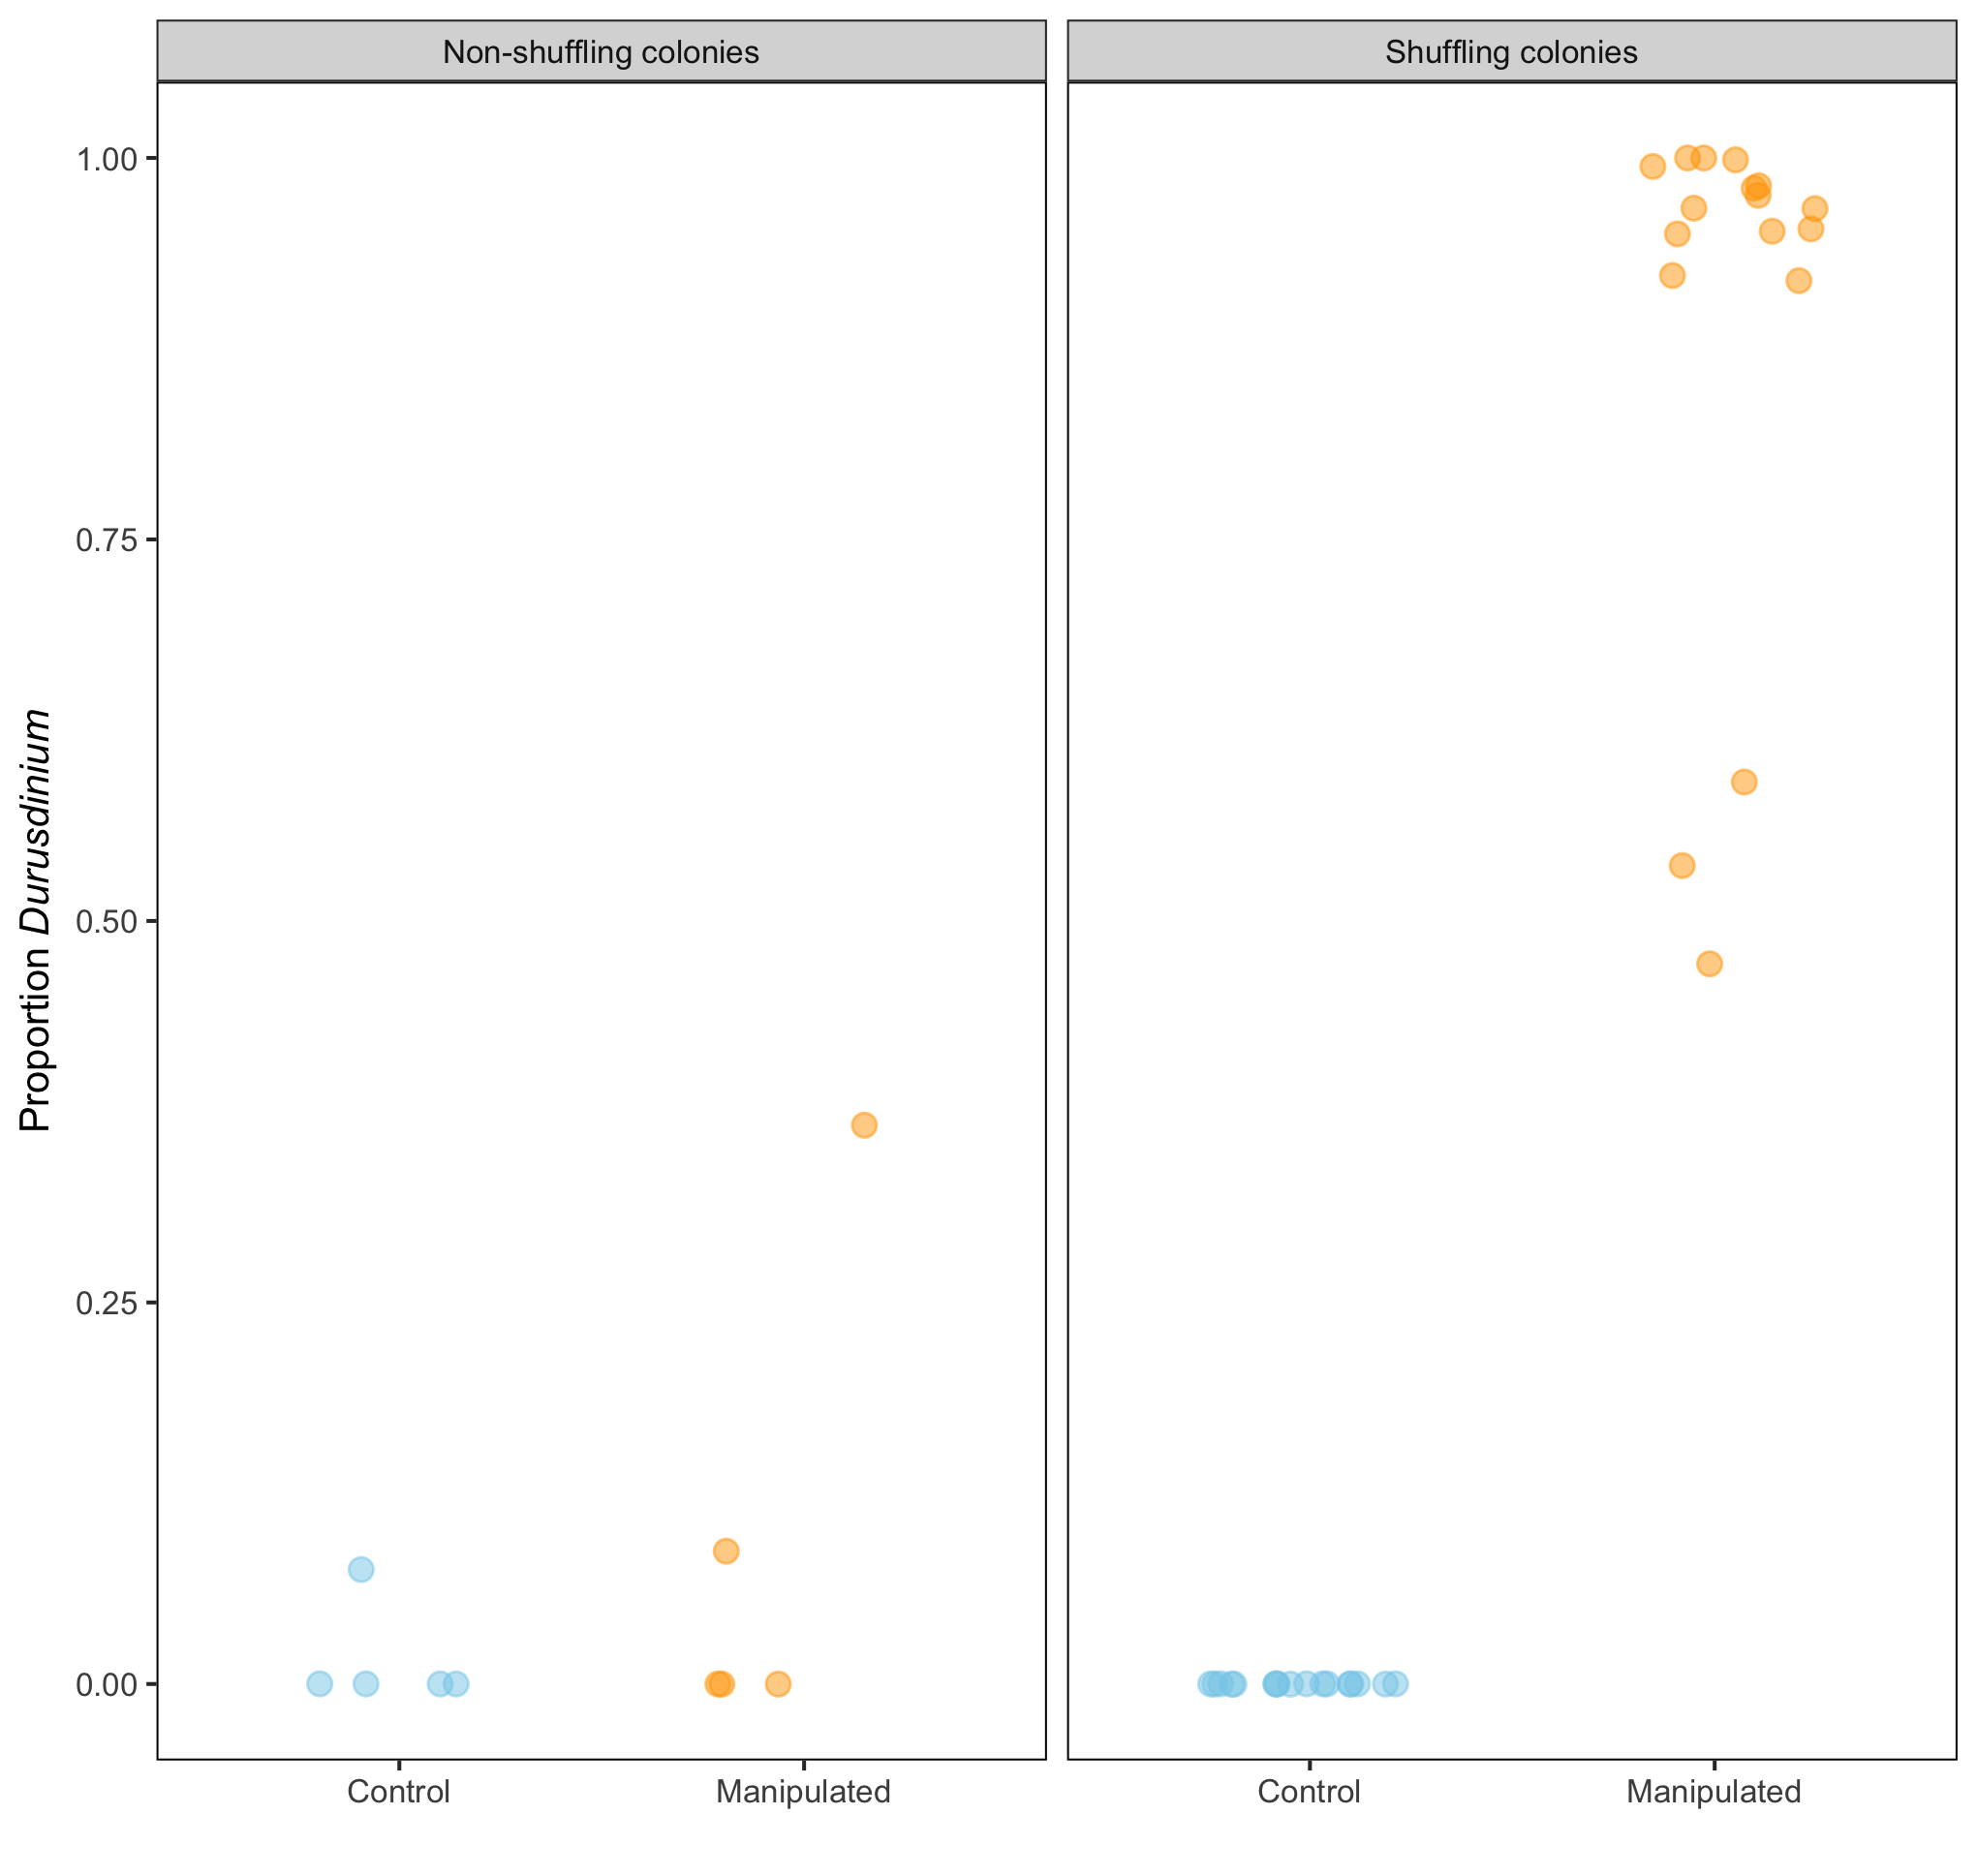 Non-shuffling colonies
Shuffling colonies
Proportion Durusdinium
1.00
0.75
0.50
0.25
0.00
Control
Manipulated
Control
Manipulated